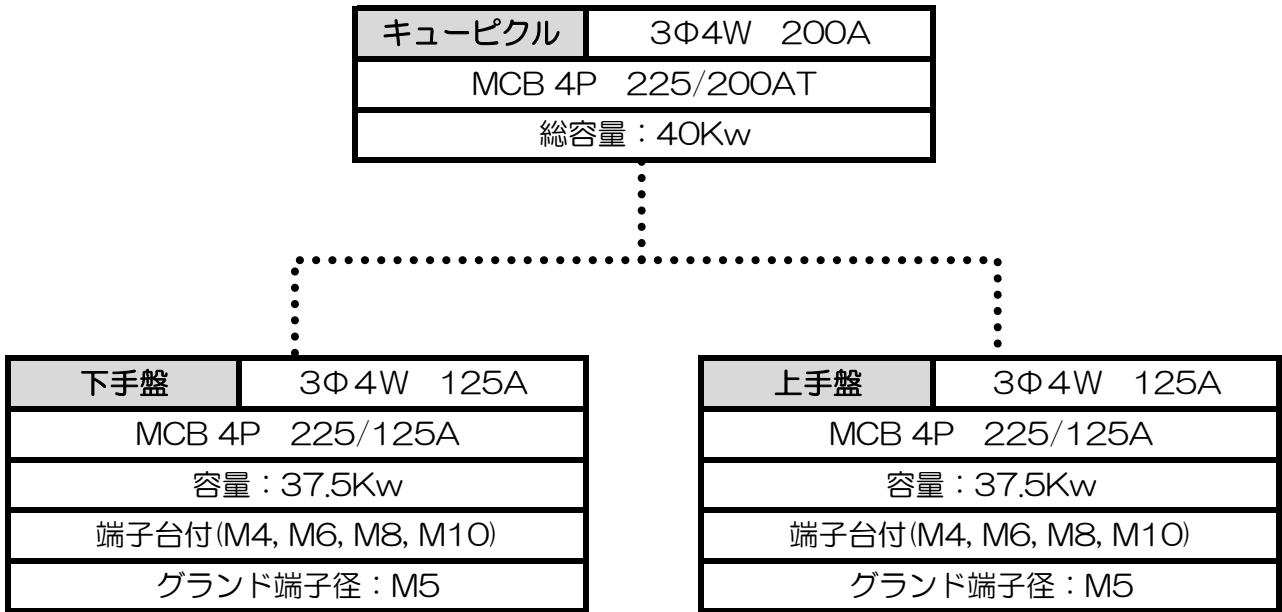 キュービクル 3Φ4W 200A
MCB 4P 225/200AT
総容量：40Kw
下手盤 3Φ4W 125A
MCB 4P 225/125A
容量：37.5Kw
端子台付(M4, M6, M8, M10)
グランド端子径：M5
上手盤 3Φ4W 125A
MCB 4P 225/125A
容量：37.5Kw
端子台付(M4, M6, M8, M10)
グランド端子径：M5